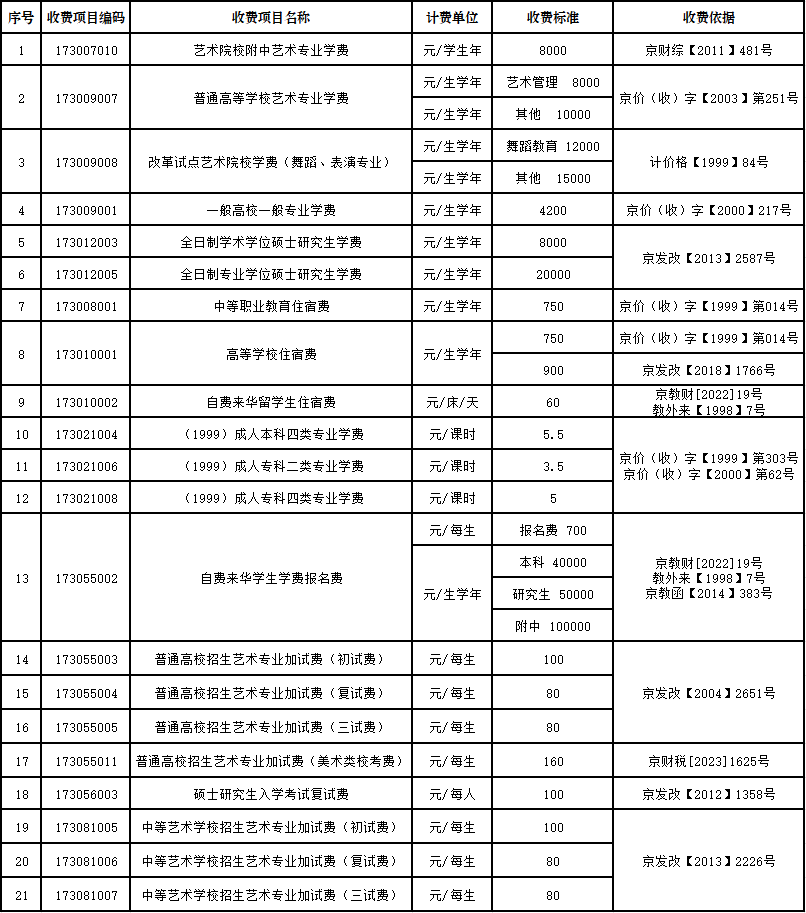 序号 收费项目编码 收费项目名称 计费单位 收费标准 收费依据
1 173007010 艺术院校附中艺术专业学费 元/学生年 8000 京财综【2011】481号
2 173009007 普通高等学校艺术专业学费 元/生学年 艺术管理 8000 京价（收）字【2003】第251号
元/生学年 其他 10000
3 173009008 改革试点艺术院校学费（舞蹈、表演专业） 元/生学年 舞蹈教育 12000 计价格【1999】84号
元/生学年 其他 15000
4 173009001 一般高校一般专业学费 元/生学年 4200 京价（收）字【2000】217号
5 173012003 全日制学术学位硕士研究生学费 元/生学年 8000 京发改【2013】2587号
6 173012005 全日制专业学位硕士研究生学费 元/生学年 20000
7 173008001 中等职业教育住宿费 元/生学年 750 京价（收）字【1999】第014号
8 173010001 高等学校住宿费 元/生学年 750 京价（收）字【1999】第014号
900 京发改【2018】1766号
9 173010002 自费来华留学生住宿费 元/床/天 60 京教财[2022]19号
教外来【1998】7号
10 173021004 （1999）成人本科四类专业学费 元/课时 5.5
11 173021006 （1999）成人专科二类专业学费 元/课时 3.5 京价（收）字【1999】第303号
京价（收）字【2000】第62号
12 173021008 （1999）成人专科四类专业学费 元/课时 5
13 173055002 自费来华学生学费报名费 元/每生 报名费 700
元/生学年 本科 40000 京教财[2022]19号
教外来【1998】7号
研究生 50000 京教函【2014】383号
附中 100000
14 173055003 普通高校招生艺术专业加试费（初试费） 元/每生 100
15 173055004 普通高校招生艺术专业加试费（复试费） 元/每生 80 京发改【2004】2651号
16 173055005 普通高校招生艺术专业加试费（三试费） 元/每生 80
17 173055011 普通高校招生艺术专业加试费（美术类校考费） 元/每生 160 京财税[2023]1625号
18 173056003 硕士研究生入学考试复试费 元/每人 100 京发改【2012】1358号
19 173081005 中等艺术学校招生艺术专业加试费（初试费） 元/每生 100
20 173081006 中等艺术学校招生艺术专业加试费（复试费） 元/每生 80 京发改【2013】2226号
21 173081007 中等艺术学校招生艺术专业加试费（三试费） 元/每生 80